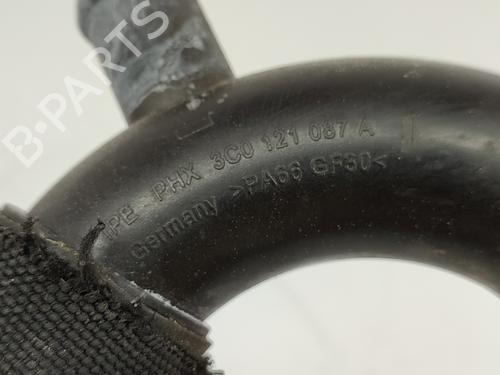 PE PHX 3C0 121 087 A
Germany >PA66 GF30<
B-PARTS